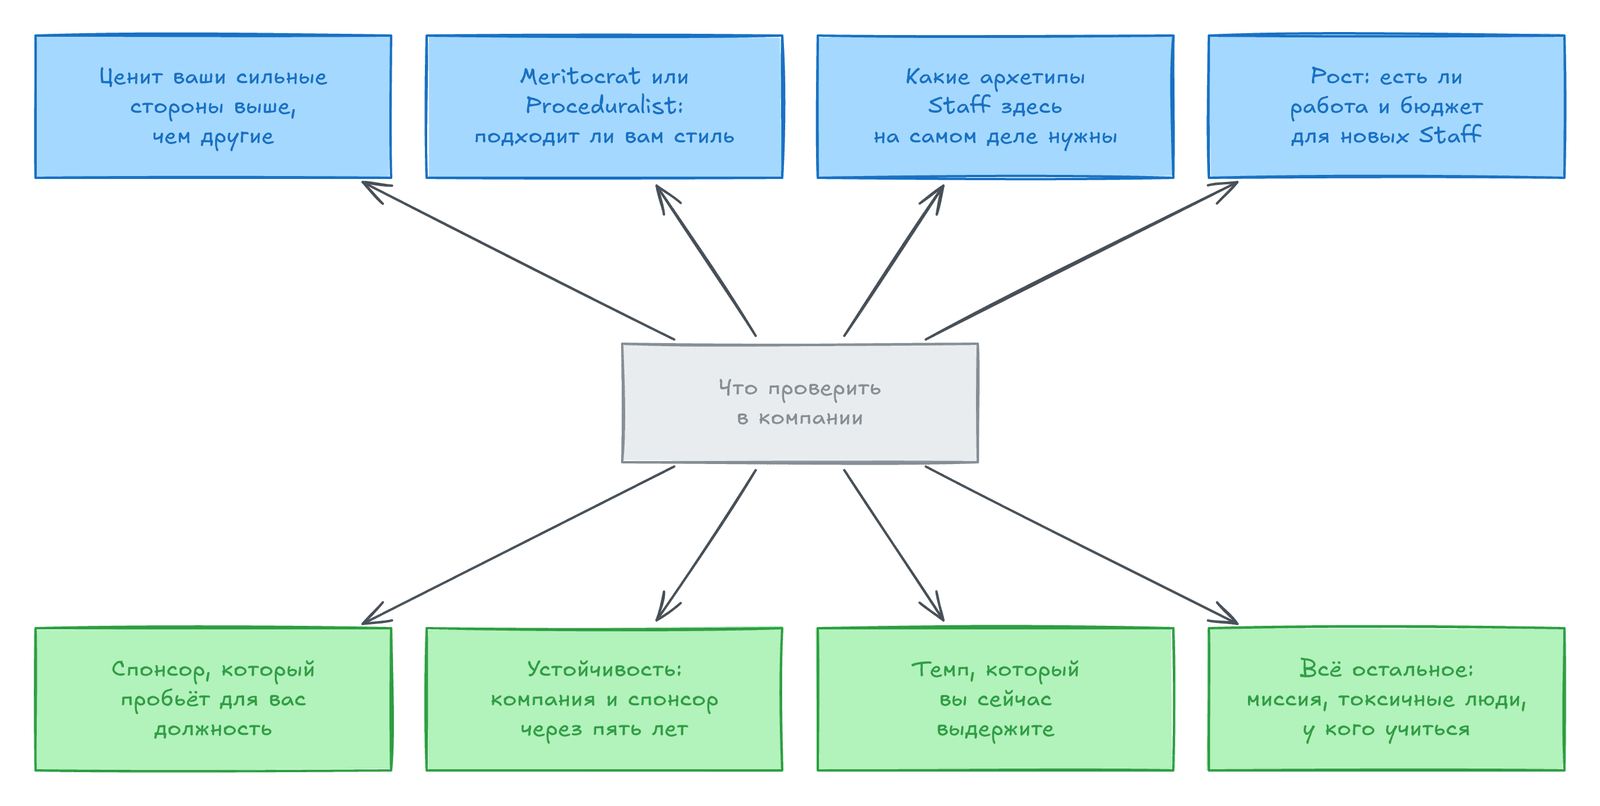 Ценит ваши сильные
стороны выше,
чем другие
Meritocrat или
Proceduralist:
подходит ли вам стиль
Какие архетипы
Staff здесь
на самом деле нужны
Рост: есть ли
работа и бюджет
для новых Staff
Что проверить
в компании
Спонсор, который
пробьёт для вас
должность
Устойчивость:
компания и спонсор
через пять лет
Темп, который
вы сейчас
выдержите
Всё остальное:
миссия, токсичные люди,
у кого учиться